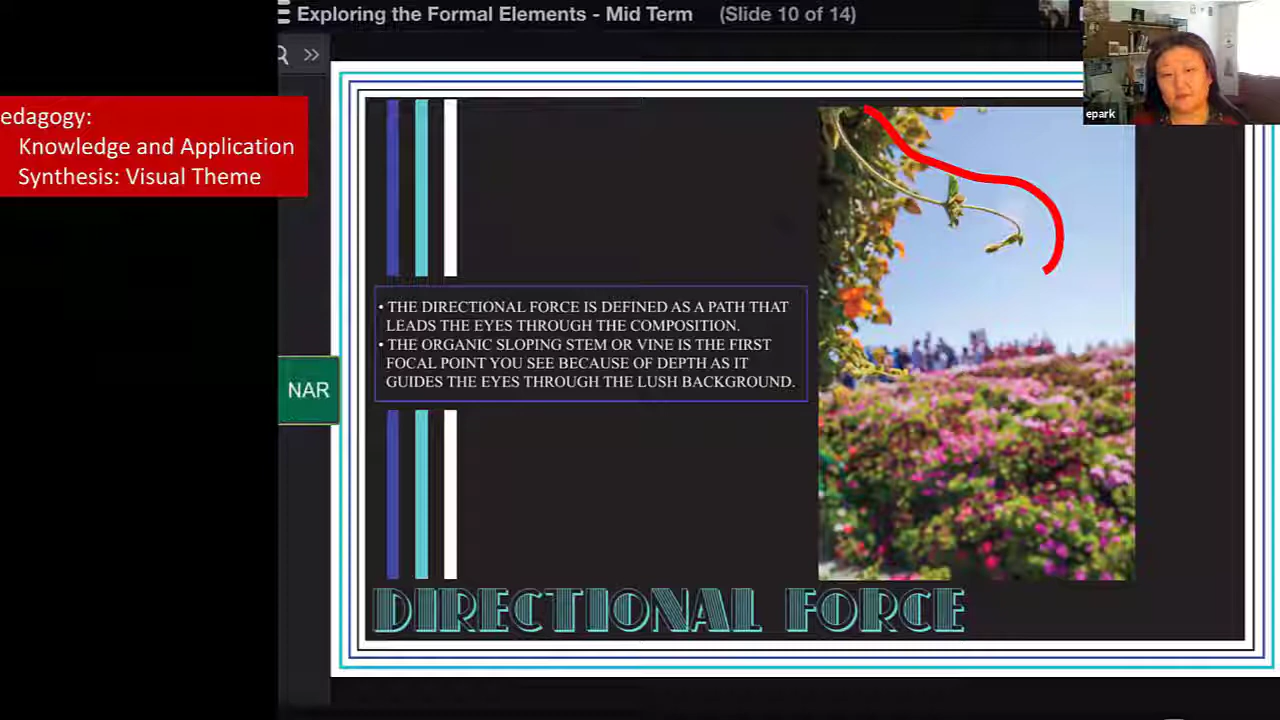 Exploring the Formal Elements - Mid Term (Slide 10 of 14)
epark
edagogy:
Knowledge and Application
Synthesis: Visual Theme
• THE DIRECTIONAL FORCE IS DEFINED AS A PATH THAT
LEADS THE EYES THROUGH THE COMPOSITION.
• THE ORGANIC SLOPING STEM OR VINE IS THE FIRST
FOCAL POINT YOU SEE BECAUSE OF DEPTH AS IT
GUIDES THE EYES THROUGH THE LUSH BACKGROUND.
NAR
DIRECTIONAL FORCE